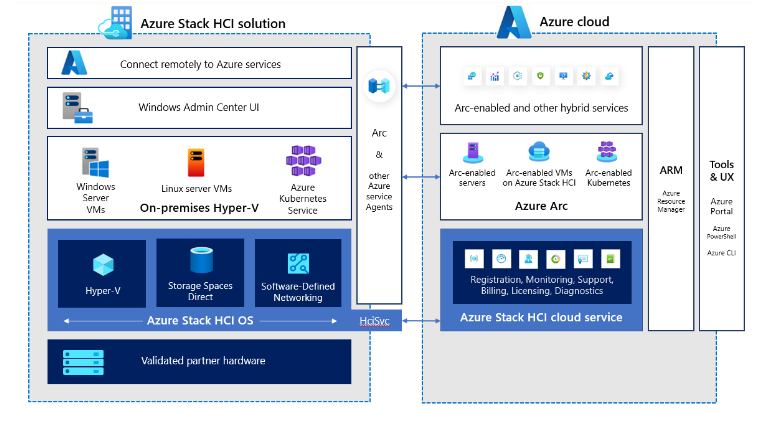 Azure Stack HCI solution
Connect remotely to Azure services
Windows Admin Center UI
Windows
Server
VMs
Linux server VMs
Azure
Kubernetes
Service
On-premises Hyper-V
Hyper-V
Storage Spaces
Direct
Software-Defined
Networking
Azure Stack HCI OS
HciSvc
Validated partner hardware
Arc
&
other
Azure
service
Agents
Azure cloud
Arc-enabled and other hybrid services
Arc-enabled
servers
Arc-enabled VMs
on Azure Stack HCI
Arc-enabled
Kubernetes
Azure Arc
Registration, Monitoring, Support,
Billing, Licensing, Diagnostics
Azure Stack HCI cloud service
ARM
Azure
Resource
Manager
Tools
& UX
Azure
Portal
Azure
PowerShell
Azure CLI